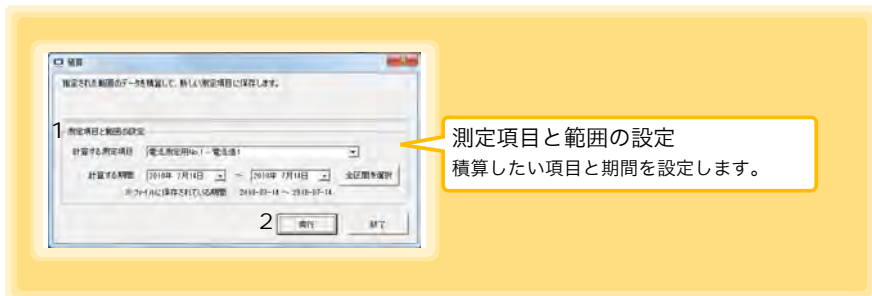 積算
指定された範囲のデータを積算して、新しい測定項目に保存します。
1 測定項目と範囲の設定
計算する測定項目 電流測定用No.1 - 電流値1
計算する期間 2010年 7月14日 ~ 2010年 7月14日 全区間を選択
※ファイルに保存されている期間 2010-07-14 ~ 2010-07-14
2 実行 終了
測定項目と範囲の設定
積算したい項目と期間を設定します。